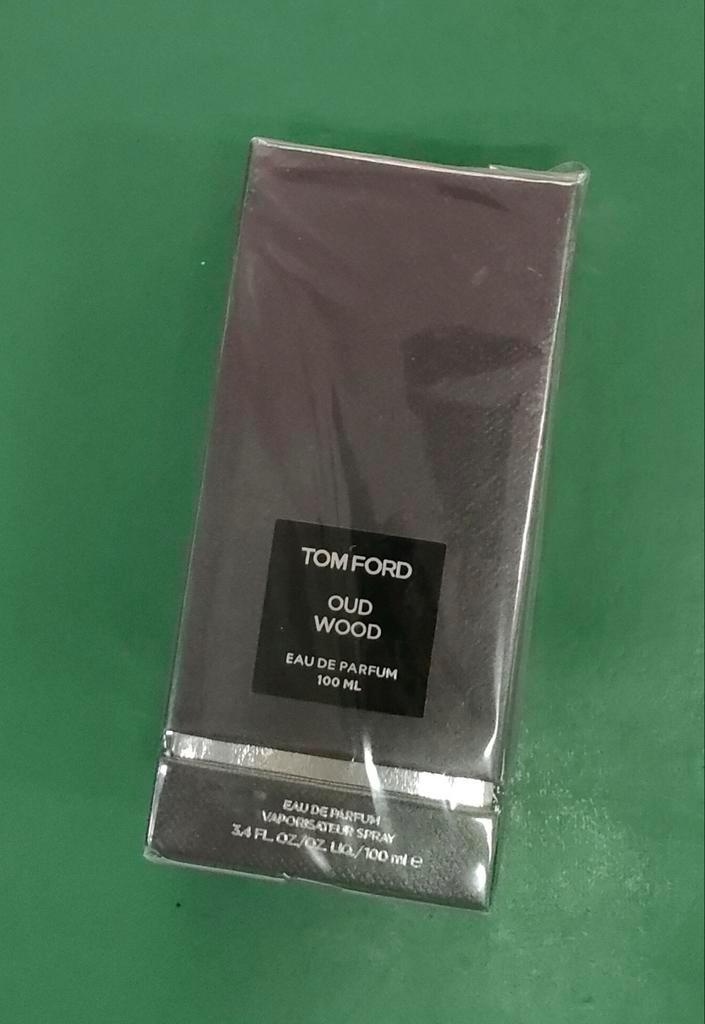 TOM FORD
OUD
WOOD
EAU DE PARFUM
100 ML
EAU DE PARFUM
VAPORISATEUR SPRAY
3.4 FL. OZ./OZ. LIQ./100 ml ℮